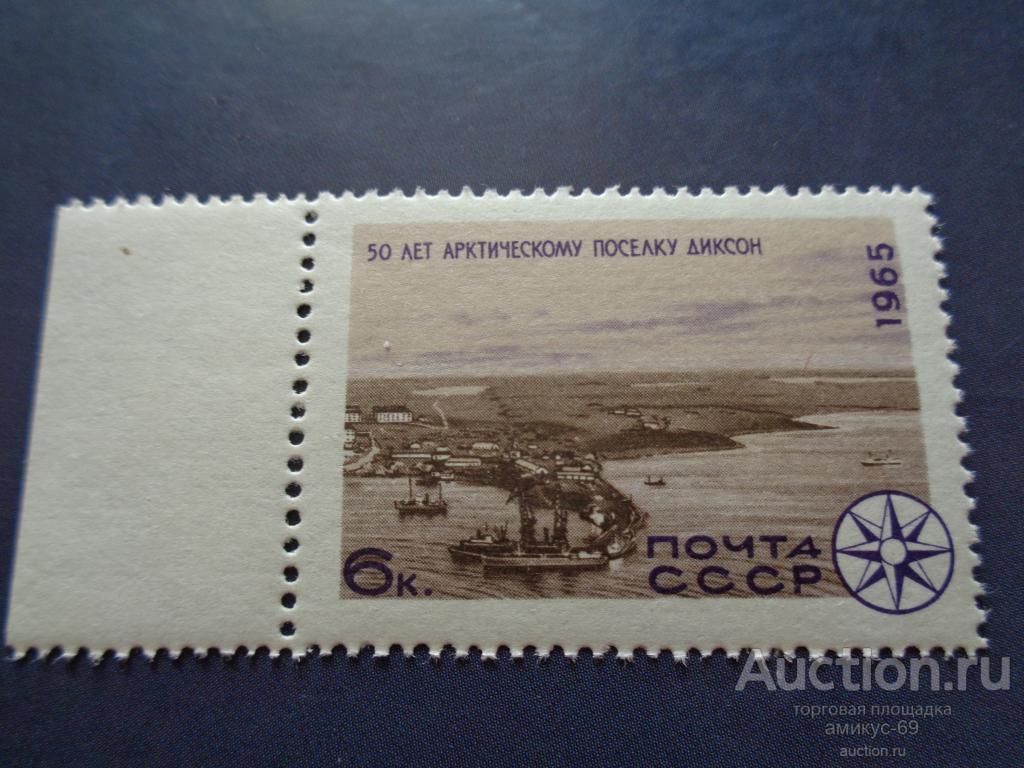 50 ЛЕТ АРКТИЧЕСКОМУ ПОСЕЛКУ ДИКСОН
1965
6к.
ПОЧТА
СССР
Auction.ru
торговая площадка
амикус-69
auction.ru